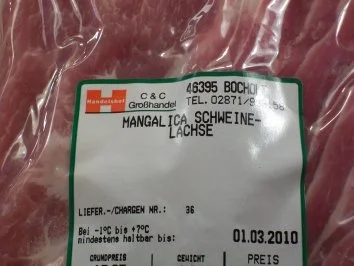 Handelshof
C & C
Großhandel
46395 BOCHOLT
TEL. 02871/
MANGALICA SCHWEINE-
LACHSE
LIEFER.-/CHARGEN NR.: 36
Bei -1°C bis +7°C
mindestens haltbar bis: 01.03.2010
GRUNDPREIS GEWICHT PREIS